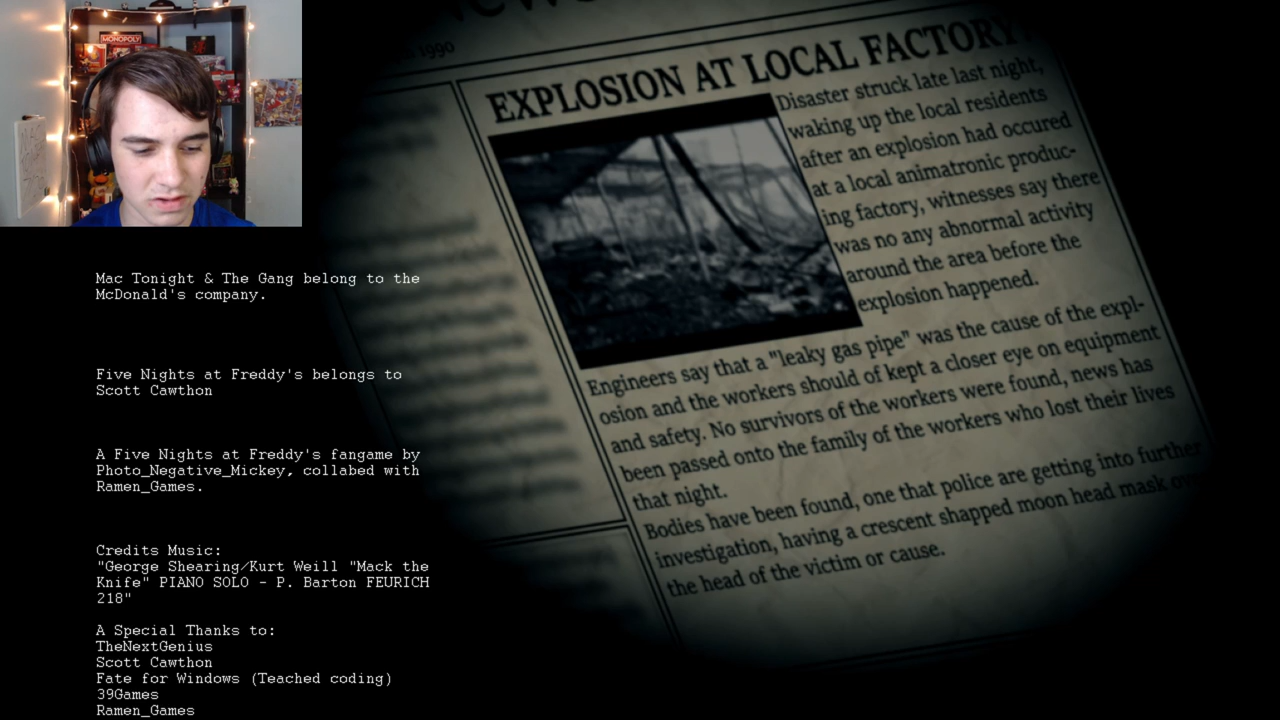 MONOPOLY
1990
EXPLOSION AT LOCAL FACTORY
Disaster struck late last night,
waking up the local residents
after an explosion had occured
at a local animatronic produc-
ing factory, witnesses say there
was no any abnormal activity
around the area before the
explosion happened.
Engineers say that a "leaky gas pipe" was the cause of the expl-
osion and the workers should of kept a closer eye on equipment
and safety. No survivors of the workers were found, news has
been passed onto the family of the workers who lost their lives
that night.
Bodies have been found, one that police are getting into further
investigation, having a crescent shapped moon head mask
the head of the victim or cause.
Mac Tonight & The Gang belong to the
McDonald's company.
Five Nights at Freddy's belongs to
Scott Cawthon
A Five Nights at Freddy's fangame by
Photo_Negative_Mickey, collabed with
Ramen_Games.
Credits Music:
"George Shearing/Kurt Weill "Mack the
Knife" PIANO SOLO - P. Barton FEURICH
218"
A Special Thanks to:
TheNextGenius
Scott Cawthon
Fate for Windows (Teached coding)
39Games
Ramen_Games